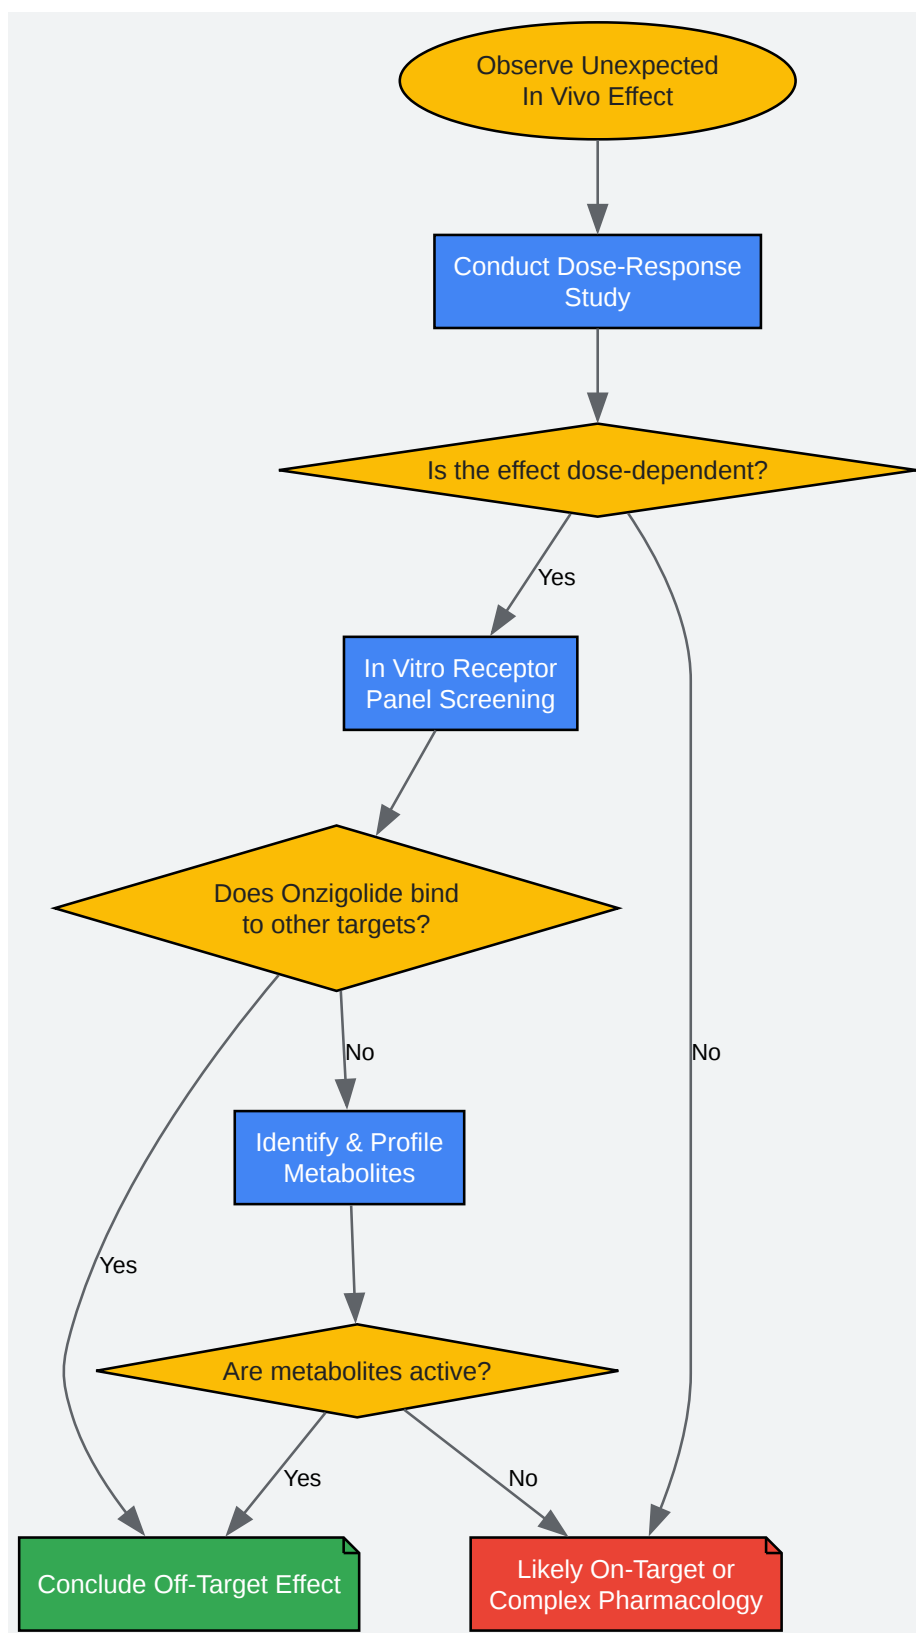 Observe Unexpected
In Vivo Effect
Conduct Dose-Response
Study
Is the effect dose-dependent?
Yes
In Vitro Receptor
Panel Screening
Does Onzigolide bind
to other targets?
No
No
Identify & Profile
Metabolites
Yes
Are metabolites active?
Yes
No
Conclude Off-Target Effect
Likely On-Target or
Complex Pharmacology